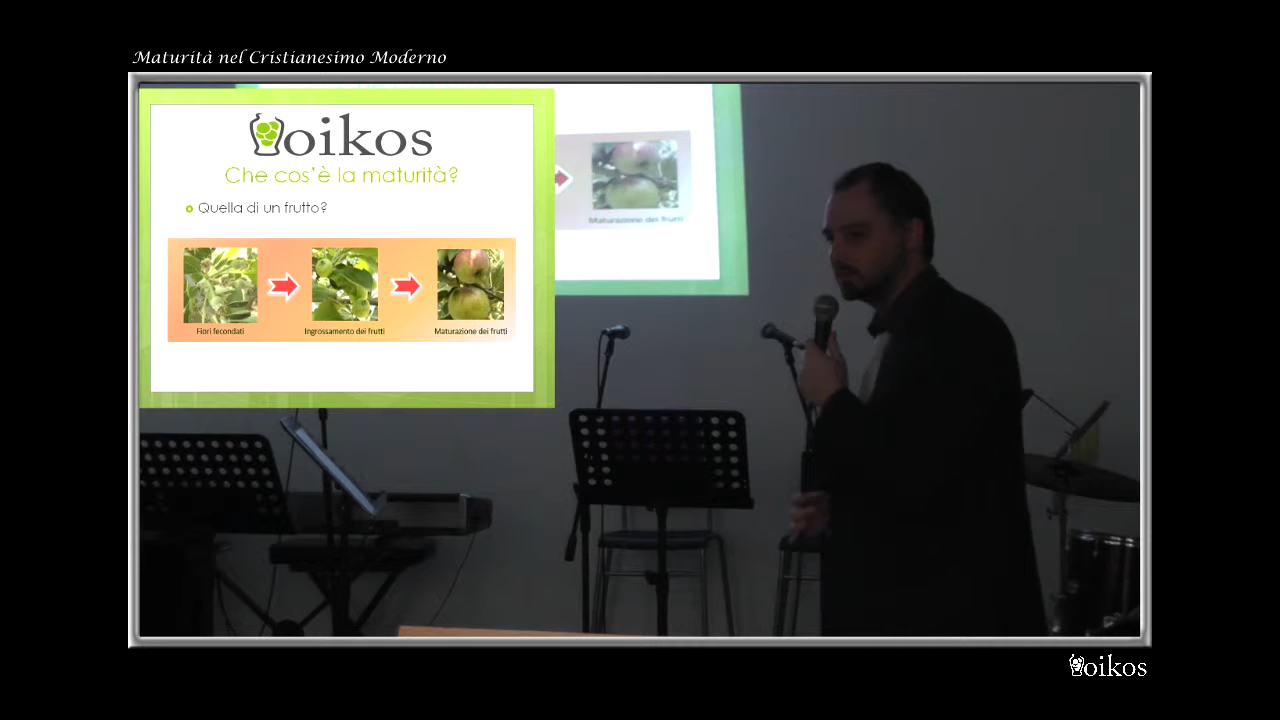 Maturità nel Cristianesimo Moderno
oikos
Che cos'è la maturità?
Quella di un frutto?
Fiori fecondati
Ingrossamento dei frutti
Maturazione dei frutti
Maturazione dei frutti
oikos